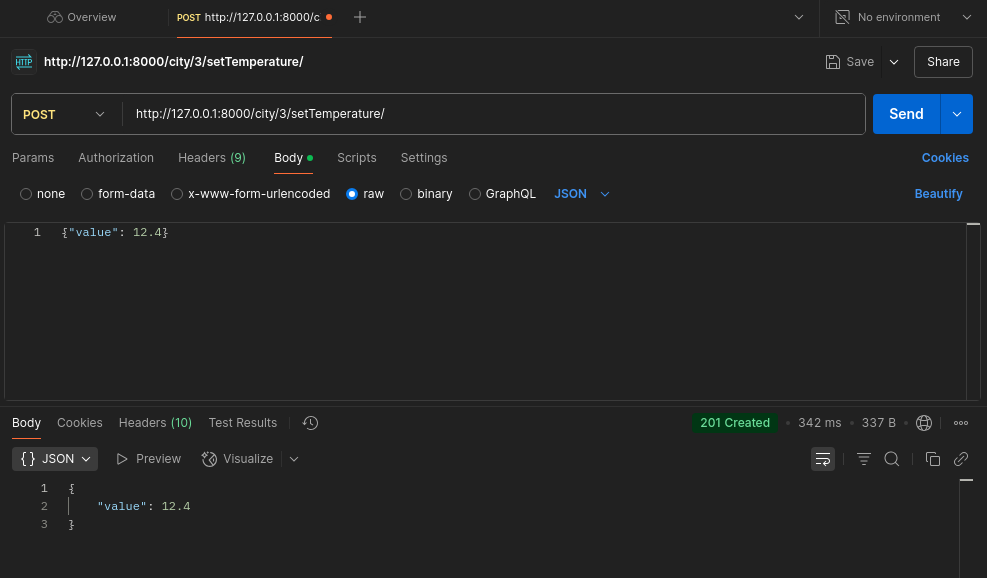 Overview POST http://127.0.0.1:8000/c No environment
HTTP http://127.0.0.1:8000/city/3/setTemperature/ Save Share
POST http://127.0.0.1:8000/city/3/setTemperature/ Send
Params Authorization Headers (9) Body Scripts Settings Cookies
none form-data x-www-form-urlencoded raw binary GraphQL JSON Beautify
1 {"value": 12.4}
Body Cookies Headers (10) Test Results 201 Created • 342 ms • 337 B •
{} JSON Preview Visualize
1 {
2 "value": 12.4
3 }